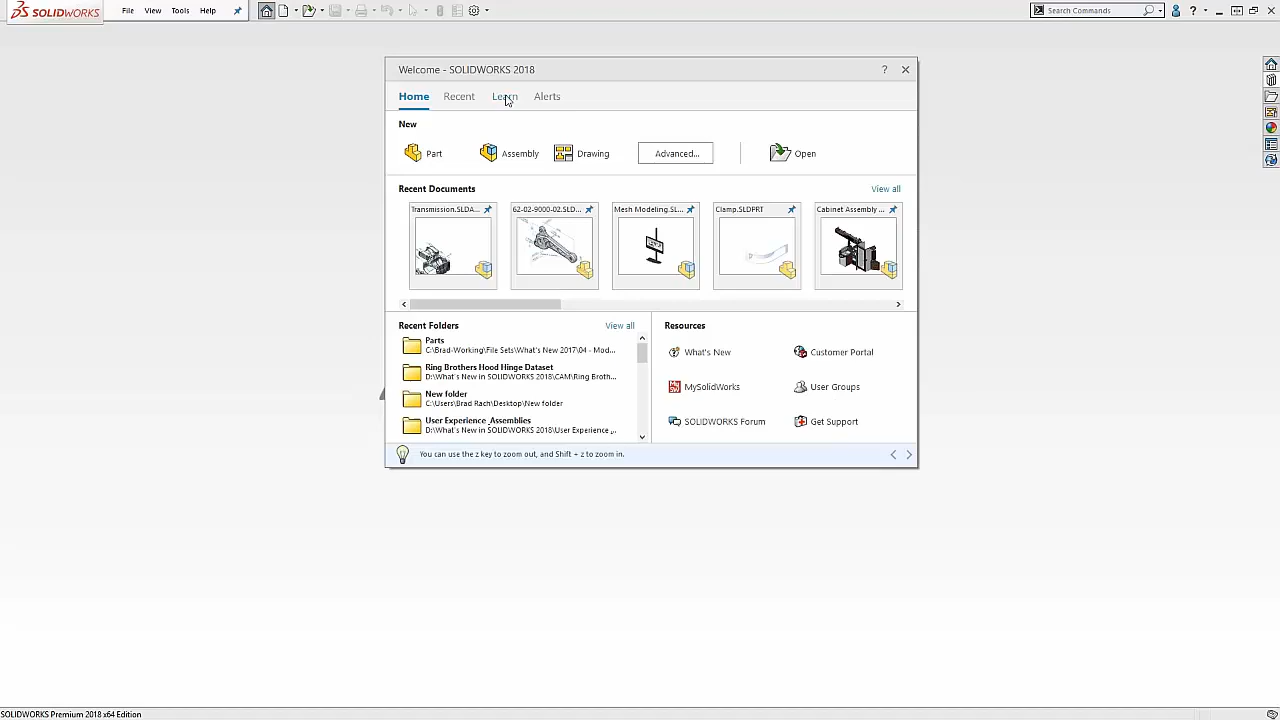 SOLIDWORKS File View Tools Help Search Commands ?
Welcome - SOLIDWORKS 2018 ?
Home Recent Learn Alerts
New
Part Assembly Drawing Advanced... Open
Recent Documents View all
Transmission.SLDA... 62-02-9000-02.SLD... Mesh Modeling.SL... Clamp.SLDPRT Cabinet Assembly ...
Recent Folders View all
Parts
C:\Brad-Working\File Sets\What's New 2017\04 - Mod...
Ring Brothers Hood Hinge Dataset
D:\What's New in SOLIDWORKS 2018\CAM\Ring Broth...
New folder
C:\Users\Brad Rach\Desktop\New folder
User Experience_Assemblies
D:\What's New in SOLIDWORKS 2018\User Experience_...
Resources
What's New Customer Portal
MySolidWorks User Groups
SOLIDWORKS Forum Get Support
You can use the z key to zoom out, and Shift + z to zoom in.
SOLIDWORKS Premium 2018 x64 Edition